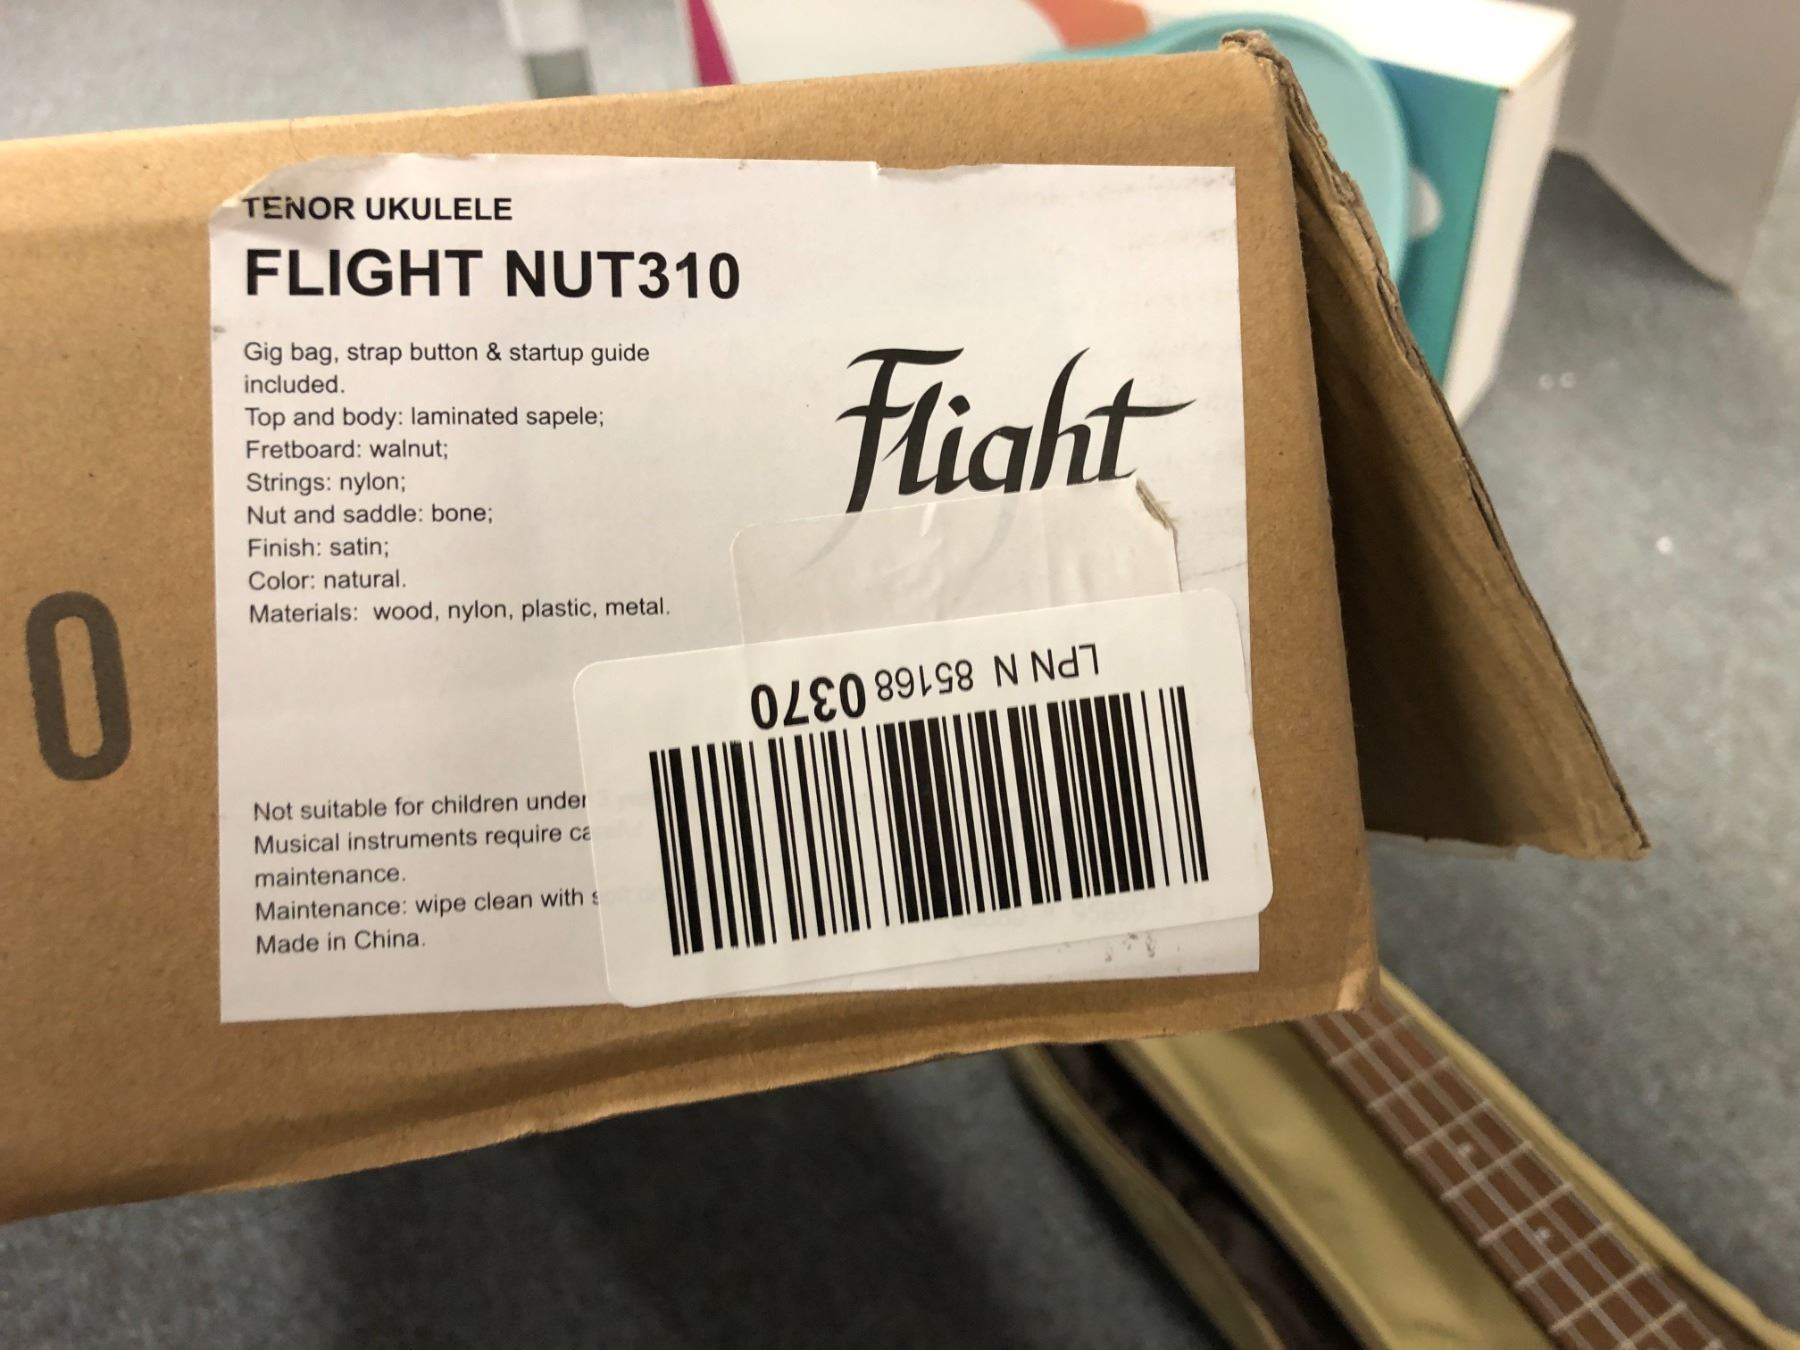 TENOR UKULELE
FLIGHT NUT310
Gig bag, strap button & startup guide
included.
Top and body: laminated sapele;
Fretboard: walnut;
Strings: nylon;
Nut and saddle: bone;
Finish: satin;
Color: natural.
Materials: wood, nylon, plastic, metal.
Flight
LPN N 85168 0370
Not suitable for children under
Musical instruments require
maintenance.
Maintenance: wipe clean with
Made in China.
0